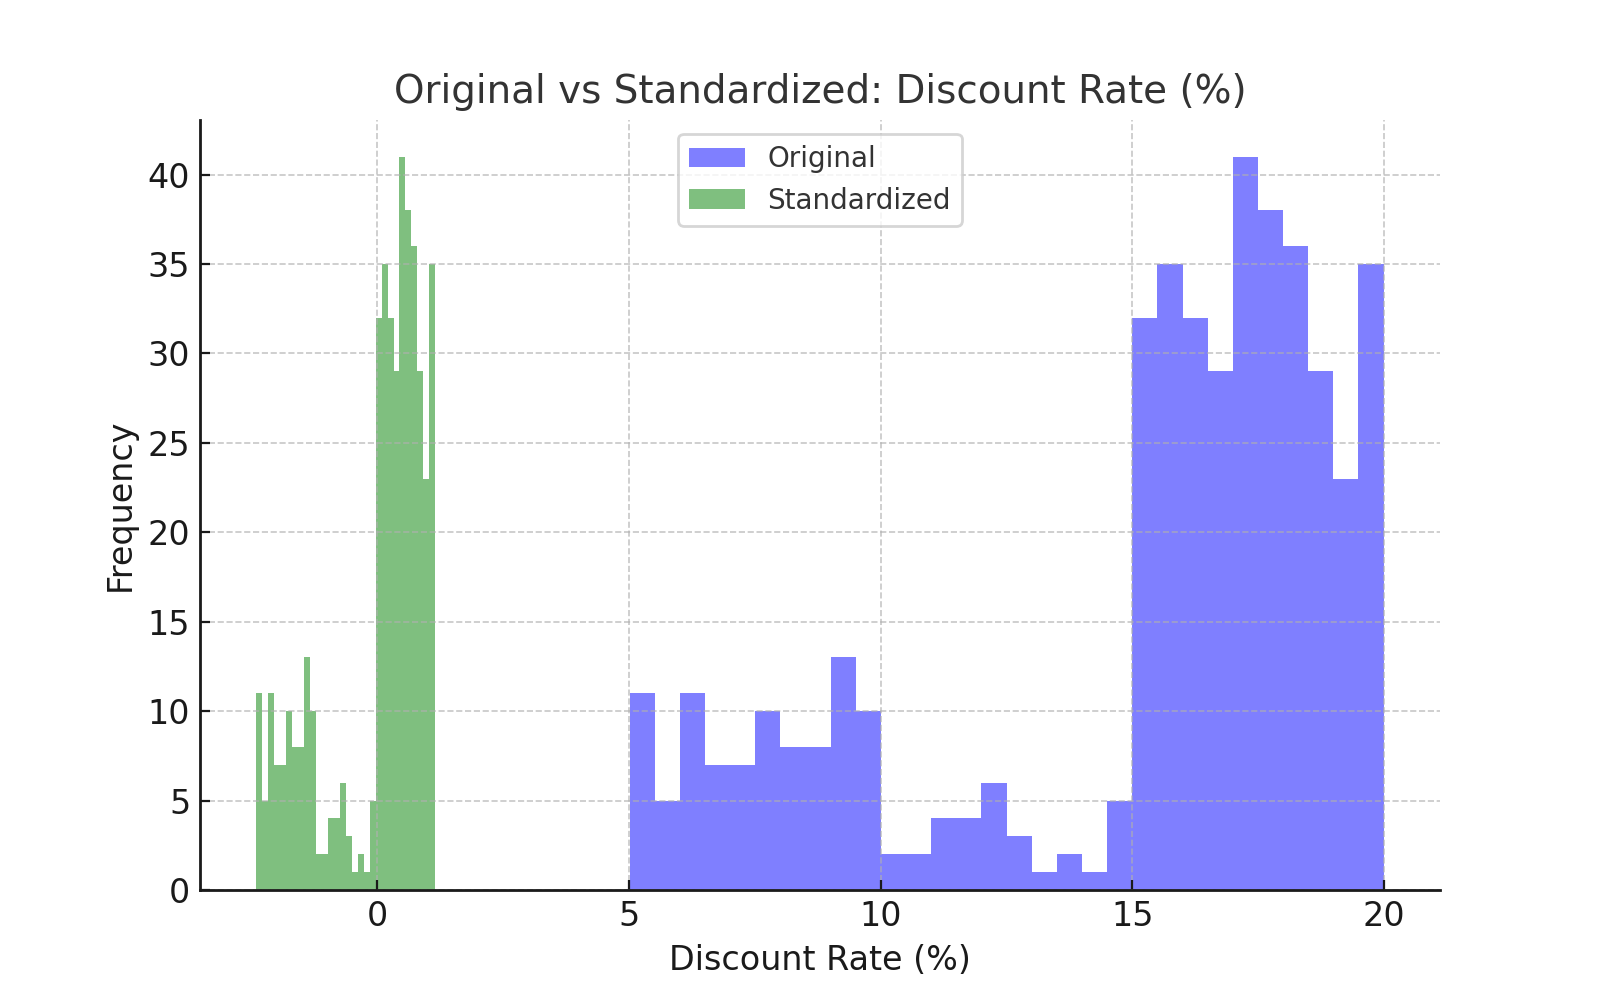 Original vs Standardized: Discount Rate (%)
Original
Standardized
40
35
30
25
20
15
10
5
0
Frequency
0 5 10 15 20
Discount Rate (%)